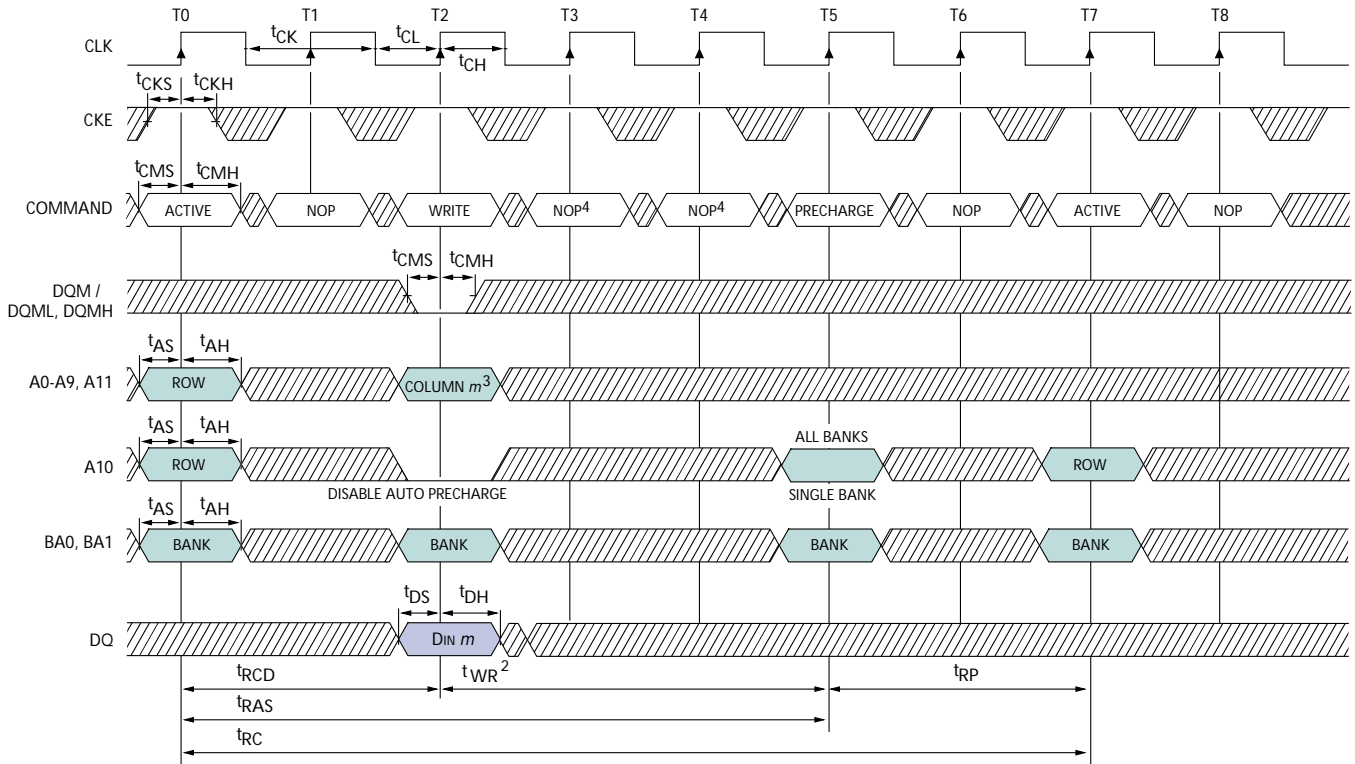 T0 T1 T2 T3 T4 T5 T6 T7 T8
CLK
tCK tCL
tCH
tCKS tCKH
CKE
tCMS tCMH
COMMAND ACTIVE NOP WRITE NOP4 NOP4 PRECHARGE NOP ACTIVE NOP
tCMS tCMH
DQM /
DQML, DQMH
tAS tAH
A0-A9, A11 ROW COLUMN m3
tAS tAH
ALL BANKS
A10 ROW ROW
DISABLE AUTO PRECHARGE SINGLE BANK
tAS tAH
BA0, BA1 BANK BANK BANK BANK
tDS tDH
DQ DIN m
tRCD tWR2 tRP
tRAS
tRC